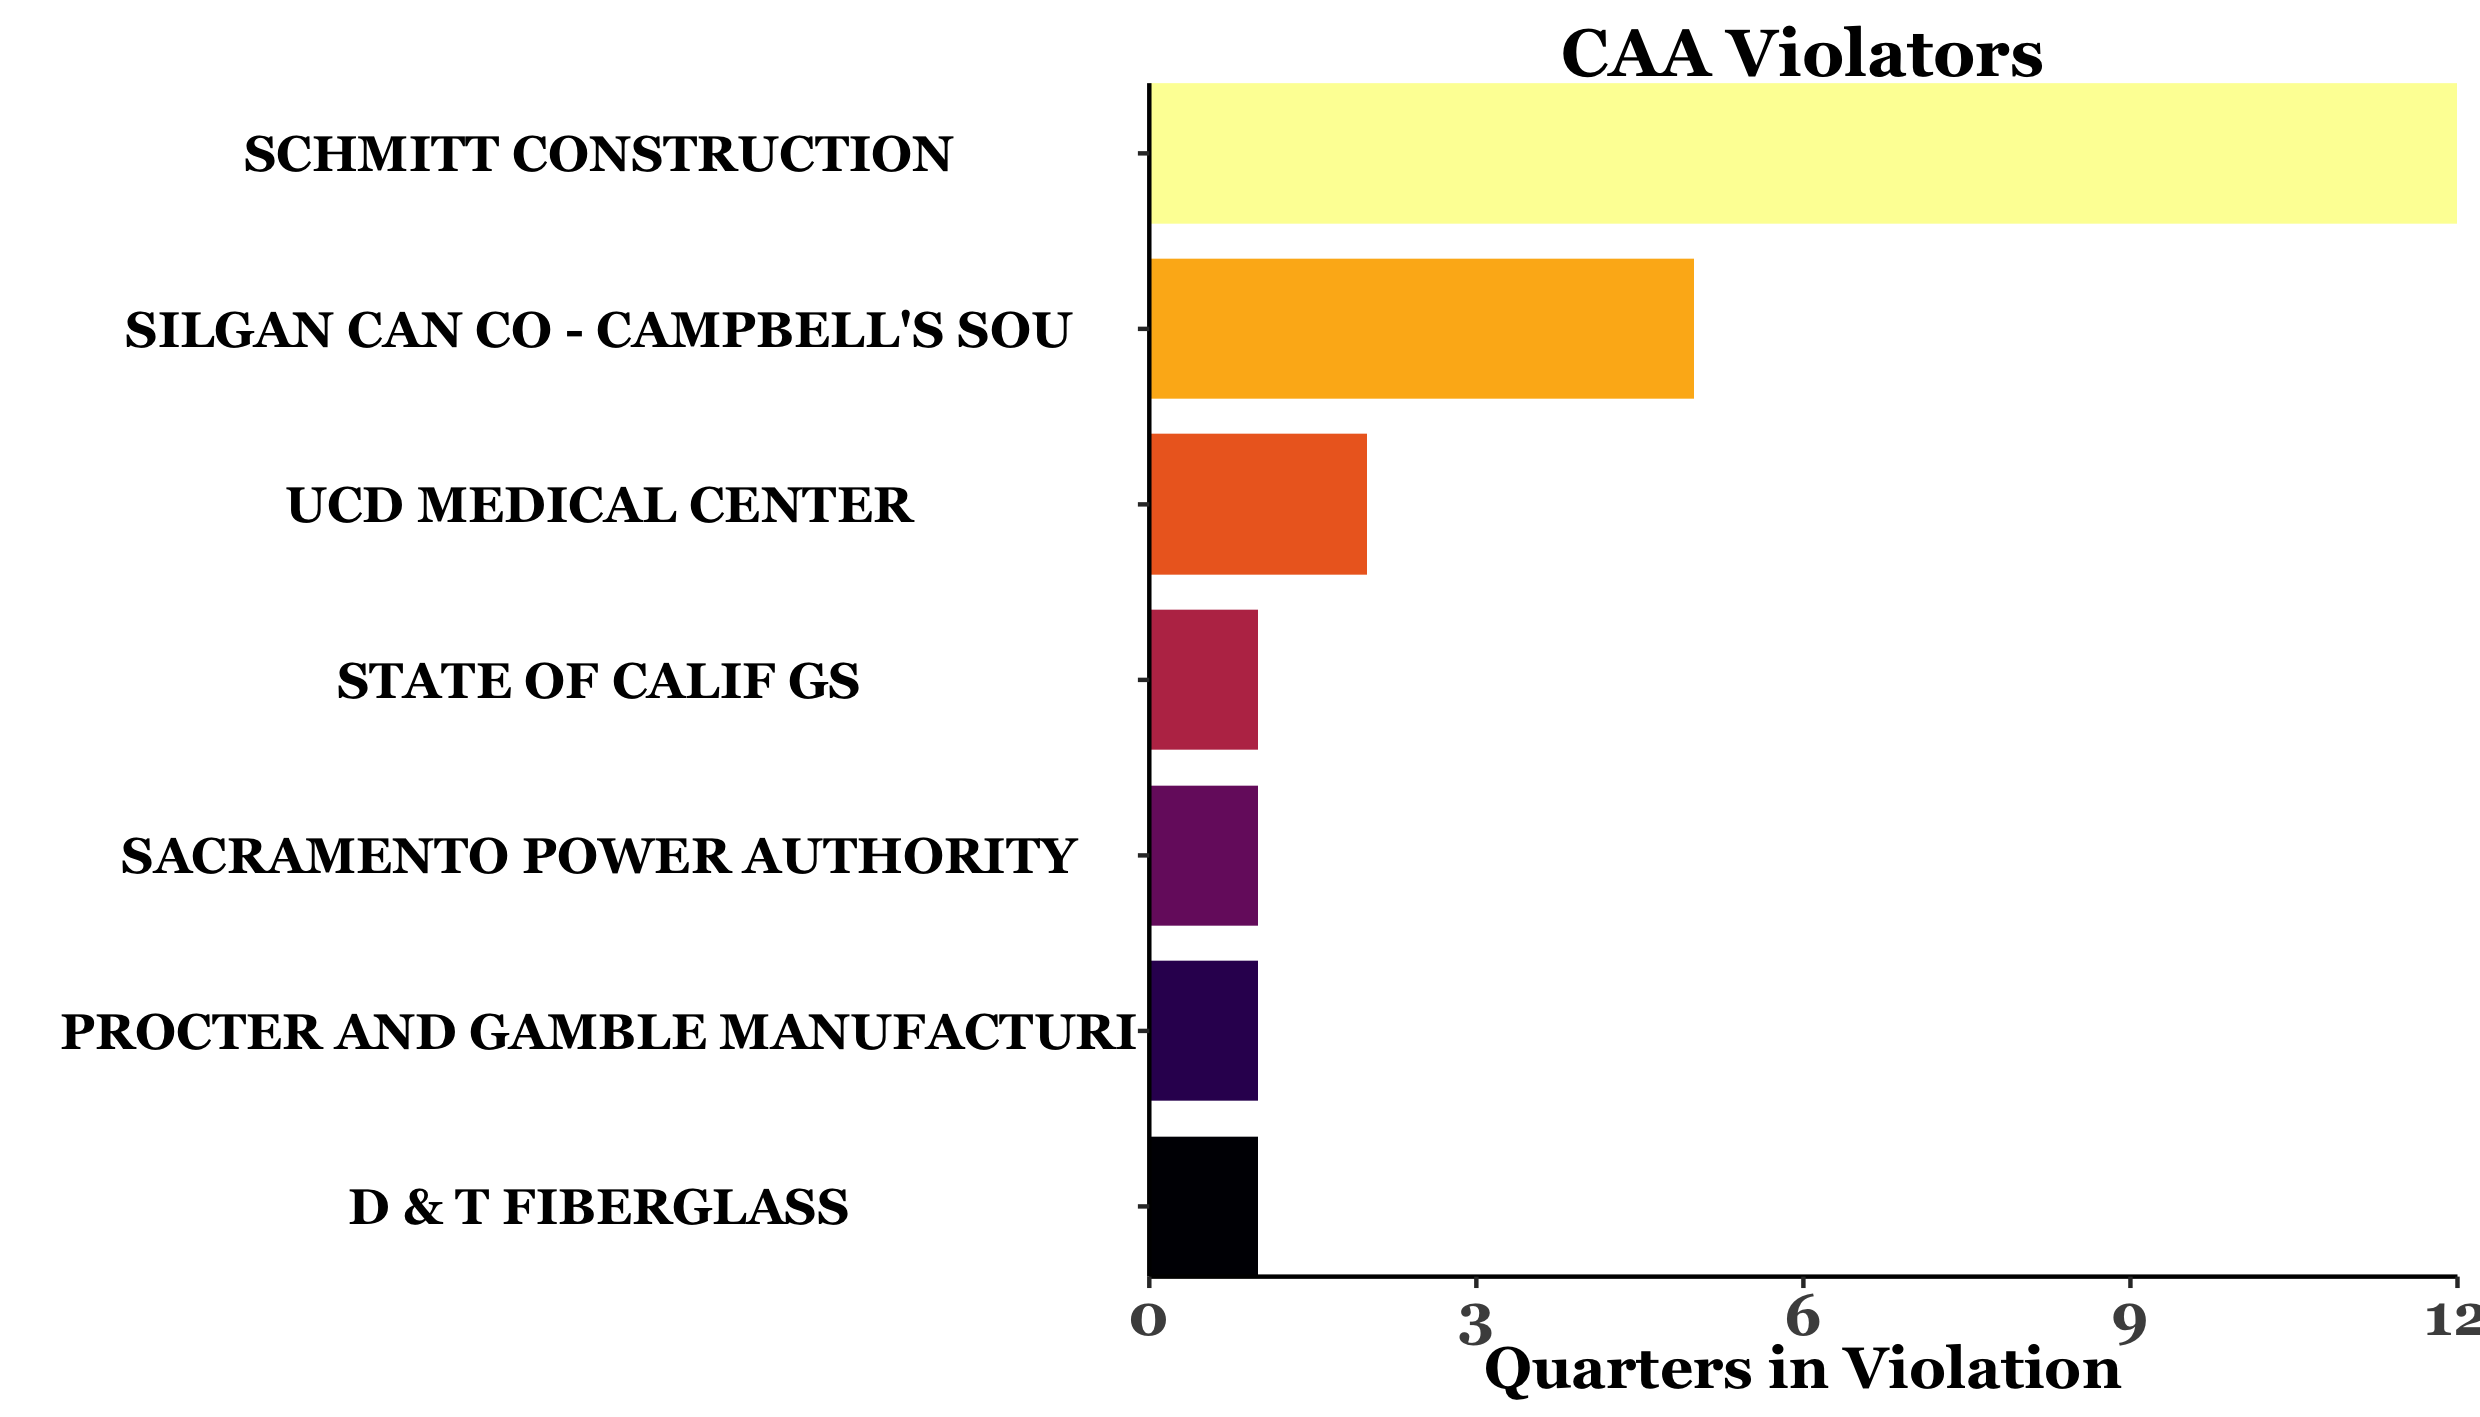 CAA Violators
SCHMITT CONSTRUCTION
SILGAN CAN CO - CAMPBELL'S SOU
UCD MEDICAL CENTER
STATE OF CALIF GS
SACRAMENTO POWER AUTHORITY
PROCTER AND GAMBLE MANUFACTURI
D & T FIBERGLASS
0 3 6 9 12
Quarters in Violation